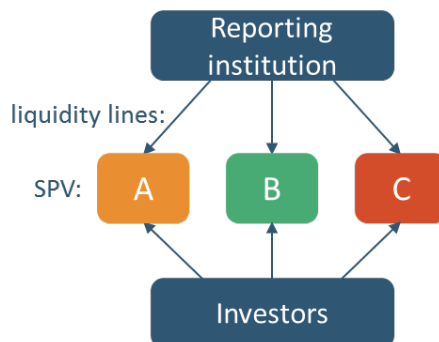 Reporting
institution
liquidity lines:
SPV: A B C
Investors